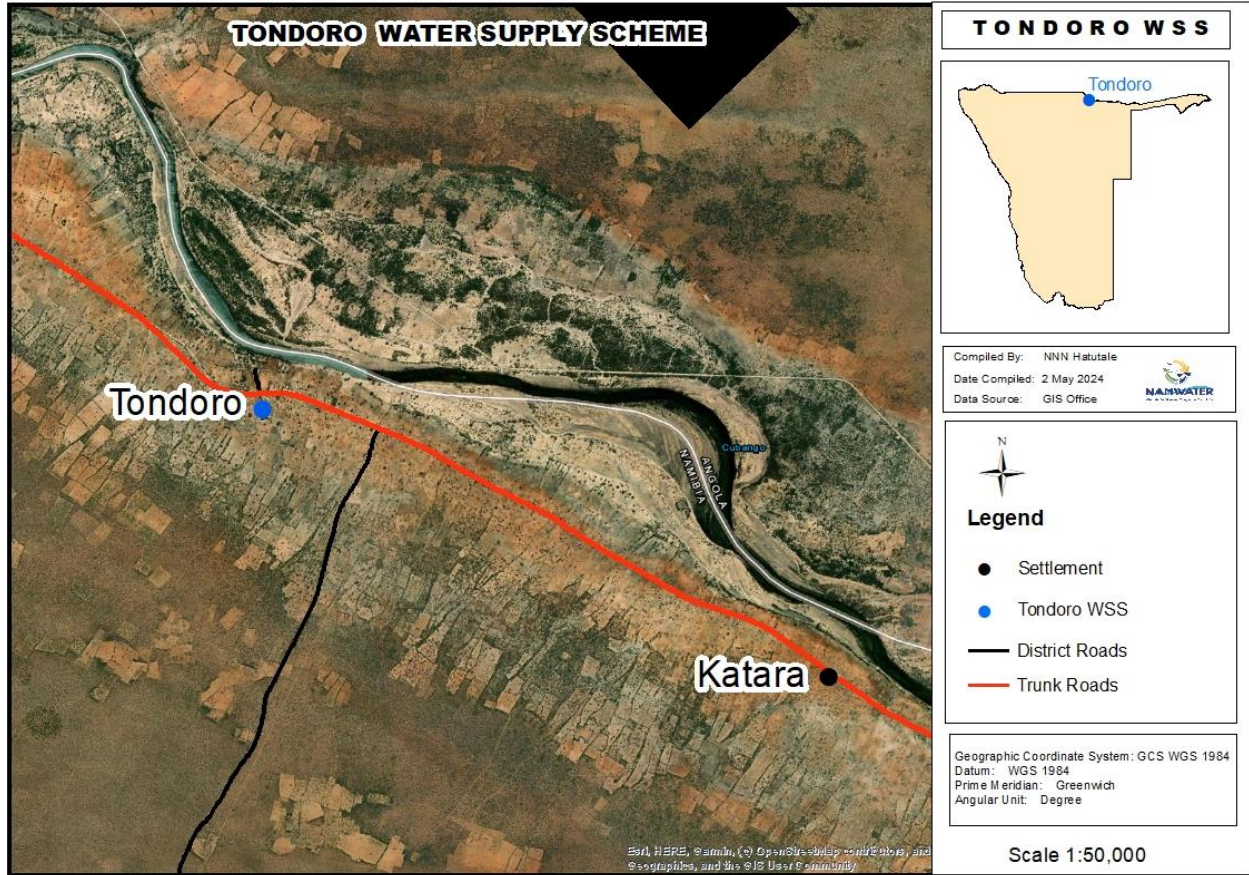 TONDORO WATER SUPPLY SCHEME
Tondoro
Cubango
ANGOLA
NAMIBIA
Katara
Esri, HERE, Garmin, (c) OpenStreetMap contributors, and
Geographics, and the GIS User Community
TONDORO WSS
Tondoro
Compiled By: NNN Hatutale
Date Compiled: 2 May 2024
Data Source: GIS Office
NAMWATER
N
Legend
Settlement
Tondoro WSS
District Roads
Trunk Roads
Geographic Coordinate System: GCS WGS 1984
Datum: WGS 1984
Prime Meridian: Greenwich
Angular Unit: Degree
Scale 1:50,000